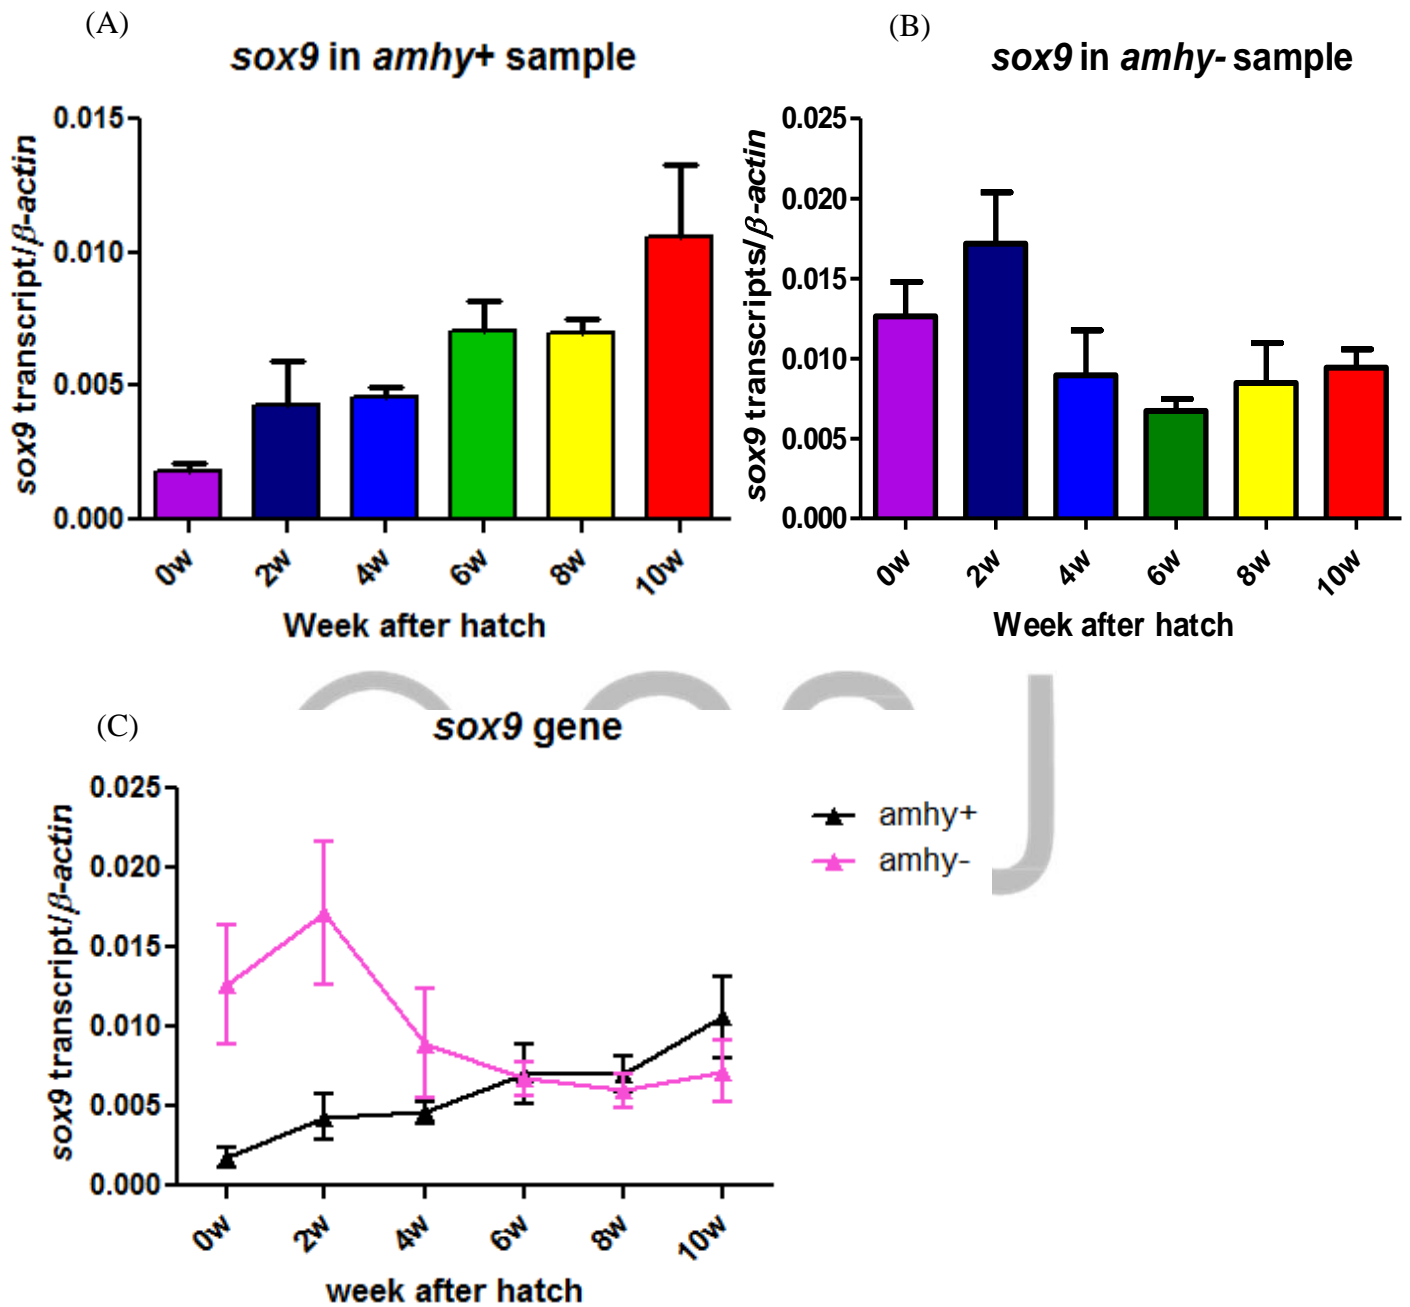 (A)
sox9 in amhy+ sample
sox9 transcript/β-actin
0.015
0.010
0.005
0.000
0w 2w 4w 6w 8w 10w
Week after hatch
(B)
sox9 in amhy- sample
sox9 transcripts/β-actin
0.025
0.020
0.015
0.010
0.005
0.000
0w 2w 4w 6w 8w 10w
Week after hatch
(C)
sox9 gene
sox9 transcript/β-actin
0.025
0.020
0.015
0.010
0.005
0.000
0w 2w 4w 6w 8w 10w
week after hatch
amhy+
amhy-